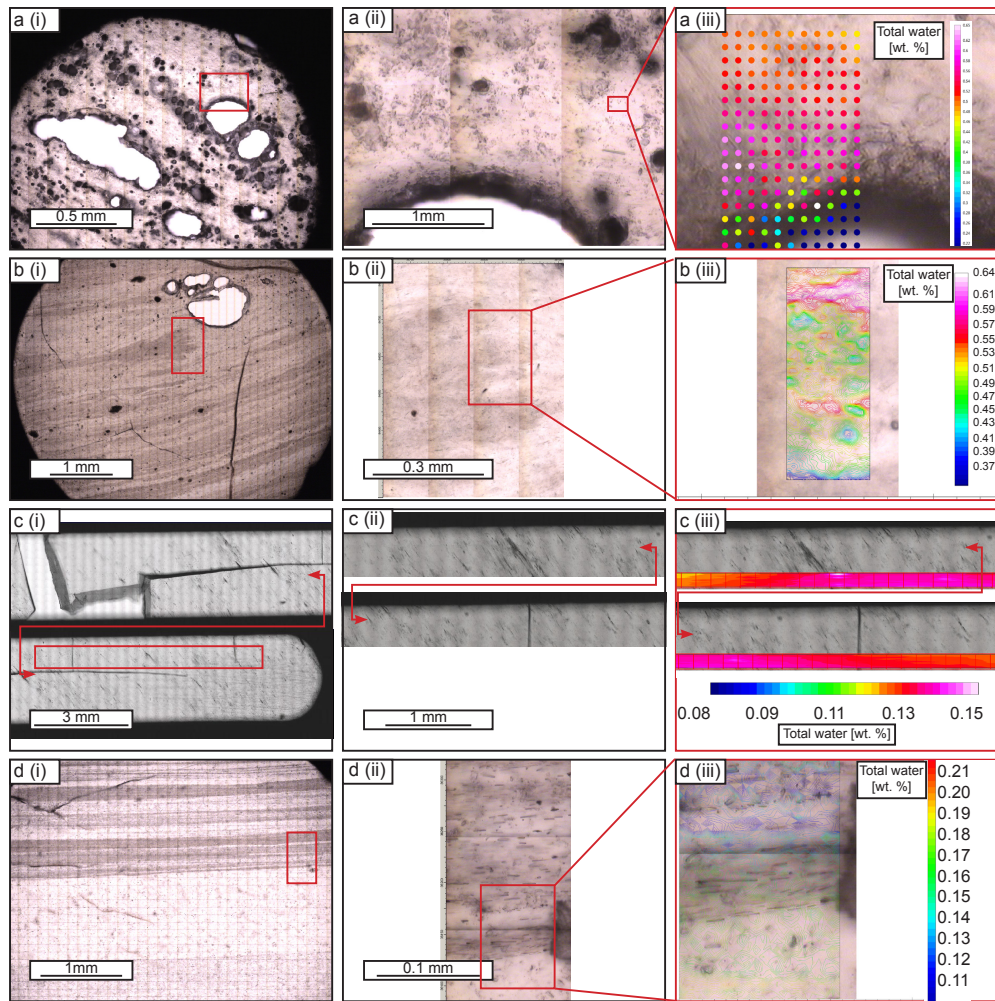 a (i)
0.5 mm
a (ii)
1mm
a (iii)
Total water
[wt. %]
b (i)
1 mm
b (ii)
0.3 mm
b (iii)
Total water
[wt. %]
0.64
0.61
0.59
0.57
0.55
0.53
0.51
0.49
0.47
0.45
0.43
0.41
0.39
0.37
c (i)
3 mm
c (ii)
1 mm
c (iii)
0.08
0.09
0.11
0.13
0.15
Total water [wt. %]
d (i)
1mm
d (ii)
0.1 mm
d (iii)
Total water
[wt. %]
0.21
0.20
0.19
0.18
0.17
0.16
0.15
0.14
0.13
0.12
0.11
0.11